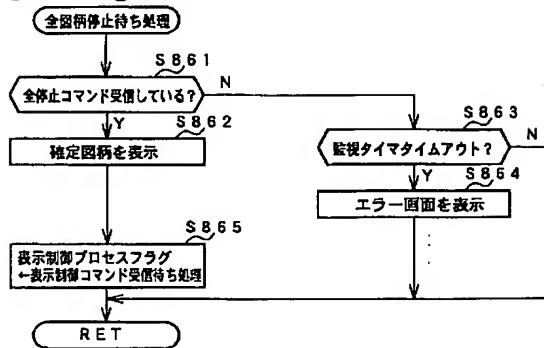 全図柄停止待ち処理
S861
全停止コマンド受信している?
N
Y
S862
確定図柄を表示
S863
監視タイマタイムアウト?
N
Y
S864
エラー画面を表示
S865
表示制御プロセスフラグ
←表示制御コマンド受信待ち処理
RET